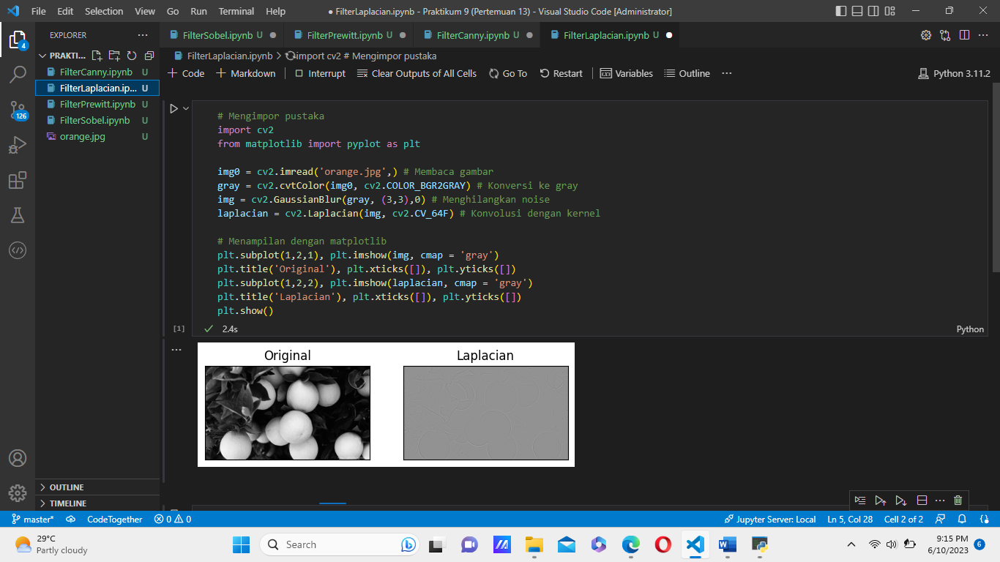 File Edit Selection View Go Run Terminal Help
● FilterLaplacian.ipynb - Praktikum 9 (Pertemuan 13) - Visual Studio Code [Administrator]
EXPLORER
FilterSobel.ipynb U
FilterPrewitt.ipynb U
FilterCanny.ipynb U
FilterLaplacian.ipynb U
4
PRAKTI...
FilterLaplacian.ipynb > import cv2 # Mengimpor pustaka
FilterCanny.ipynb U
FilterLaplacian.ip... U
FilterPrewitt.ipynb U
FilterSobel.ipynb U
orange.jpg U
126
+ Code + Markdown Interrupt Clear Outputs of All Cells Go To Restart Variables Outline ... Python 3.11.2
# Mengimpor pustaka
import cv2
from matplotlib import pyplot as plt
img0 = cv2.imread('orange.jpg',) # Membaca gambar
gray = cv2.cvtColor(img0, cv2.COLOR_BGR2GRAY) # Konversi ke gray
img = cv2.GaussianBlur(gray, (3,3),0) # Menghilangkan noise
laplacian = cv2.Laplacian(img, cv2.CV_64F) # Konvolusi dengan kernel
# Menampilan dengan matplotlib
plt.subplot(1,2,1), plt.imshow(img, cmap = 'gray')
plt.title('Original'), plt.xticks([]), plt.yticks([])
plt.subplot(1,2,2), plt.imshow(laplacian, cmap = 'gray')
plt.title('Laplacian'), plt.xticks([]), plt.yticks([])
plt.show()
[1] 2.4s Python
Original Laplacian
OUTLINE
TIMELINE
master* CodeTogether 0 0 Jupyter Server: Local Ln 5, Col 28 Cell 2 of 2
29°C
Partly cloudy
Search
9:15 PM
6/10/2023
6